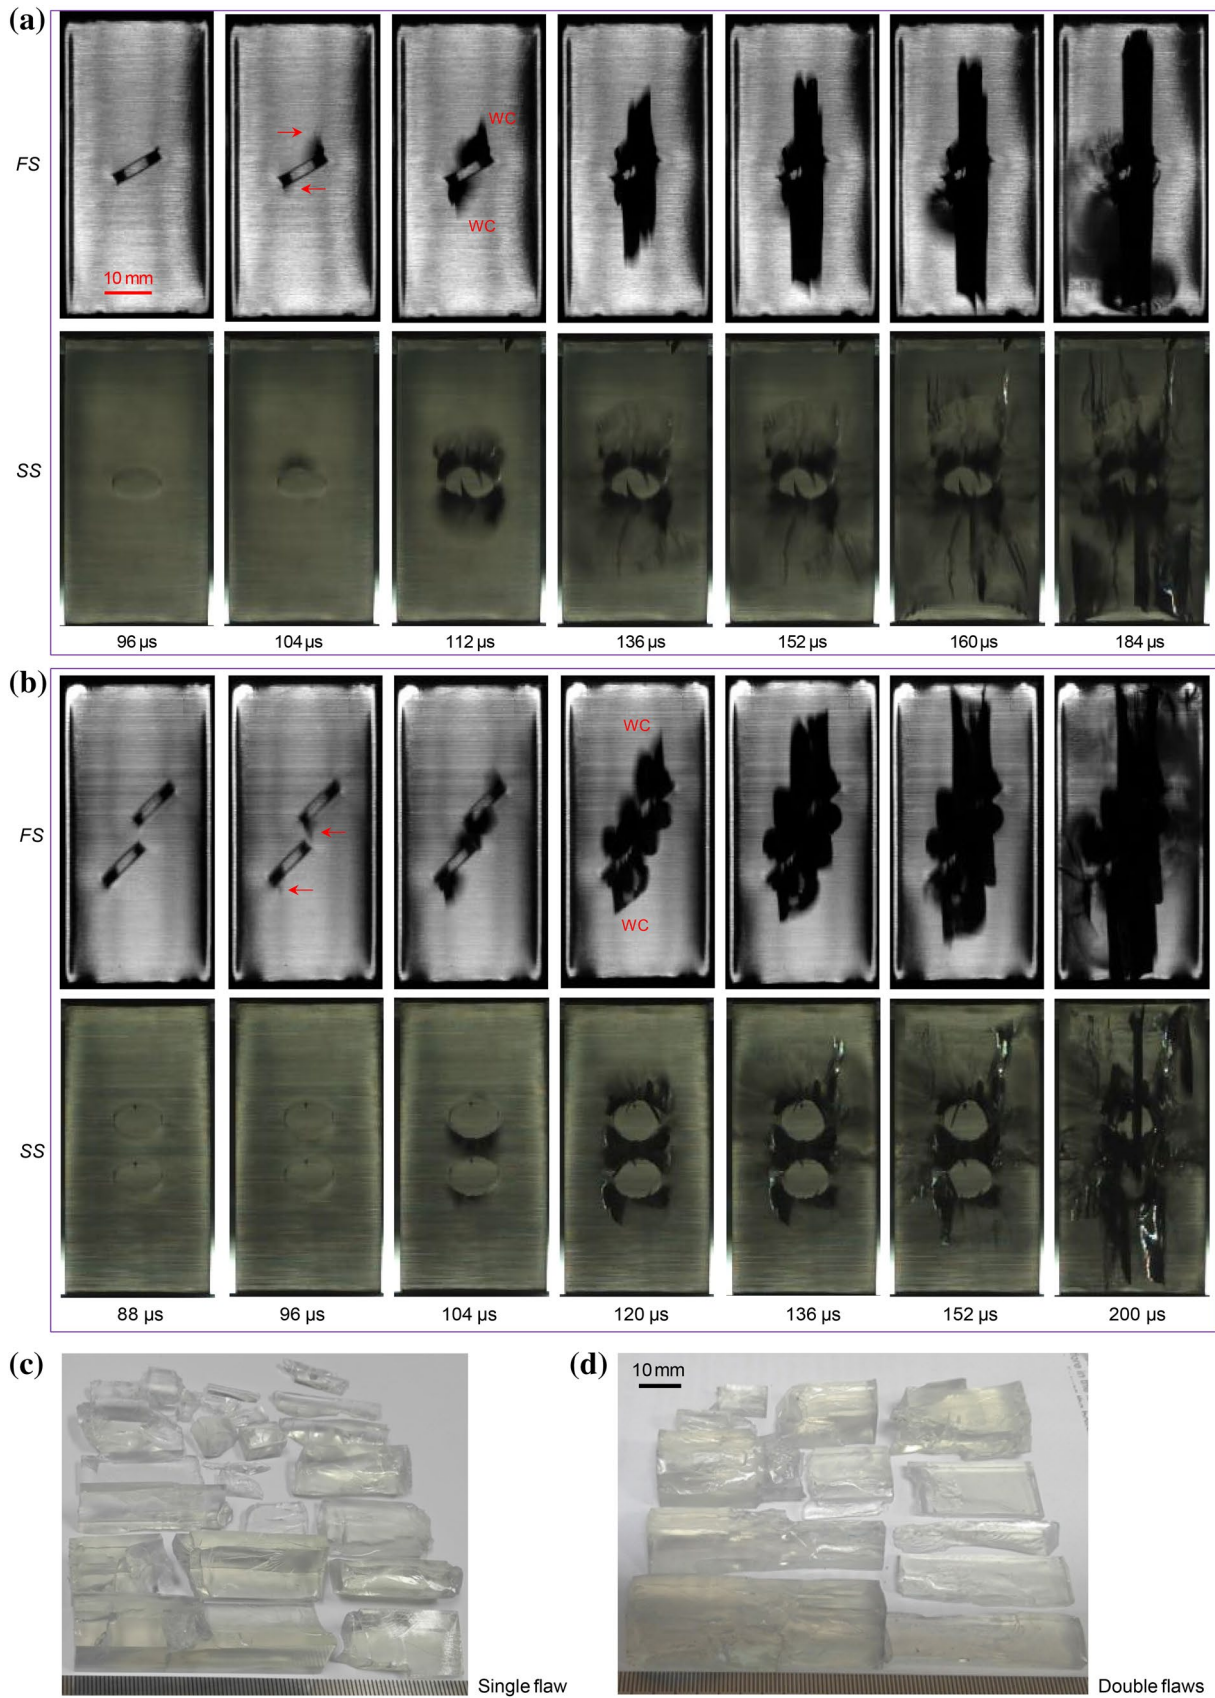 (a)
FS
WC
WC
10 mm
SS
96 µs
104 µs
112 µs
136 µs
152 µs
160 µs
184 µs
(b)
FS
WC
WC
SS
88 µs
96 µs
104 µs
120 µs
136 µs
152 µs
200 µs
(c)
Single flaw
(d)
10 mm
Double flaws